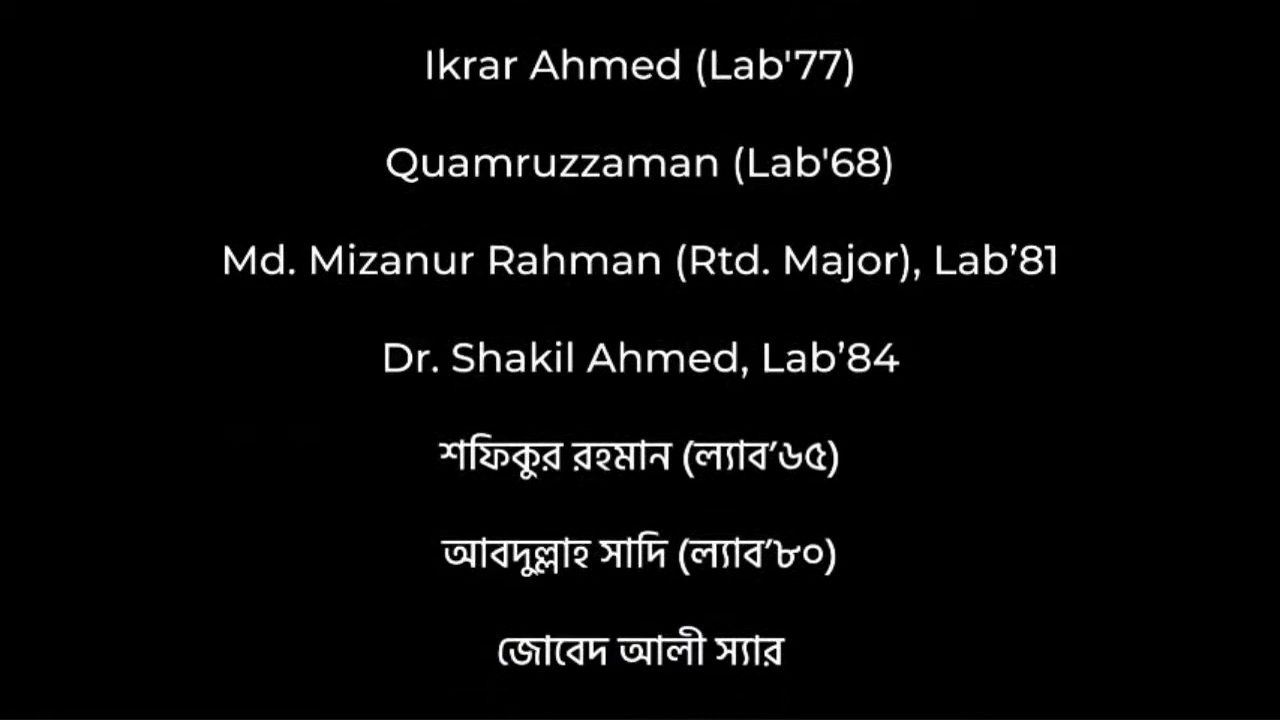 Ikrar Ahmed (Lab'77)
Quamruzzaman (Lab'68)
Md. Mizanur Rahman (Rtd. Major), Lab’81
Dr. Shakil Ahmed, Lab’84
শফিকুর রহমান (ল্যাব’৬৫)
আবদুল্লাহ সাদি (ল্যাব’৮০)
জোবেদ আলী স্যার